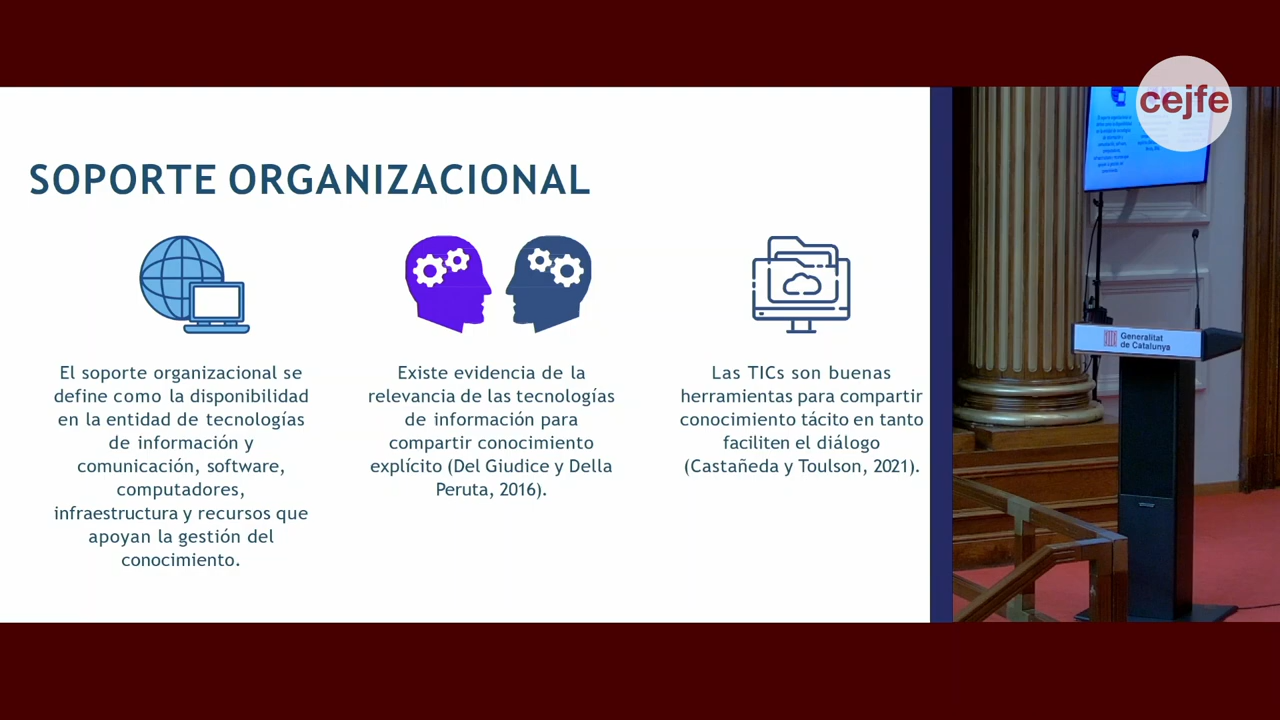 cejfe
SOPORTE ORGANIZACIONAL
El soporte organizacional se
define como la disponibilidad
en la entidad de tecnologías
de información y
comunicación, software,
computadores,
infraestructura y recursos que
apoyan la gestión del
conocimiento.
Existe evidencia de la
relevancia de las tecnologías
de información para
compartir conocimiento
explícito (Del Giudice y Della
Peruta, 2016).
Las TICs son buenas
herramientas para compartir
conocimiento tácito en tanto
faciliten el diálogo
(Castañeda y Toulson, 2021).
Generalitat
de Catalunya